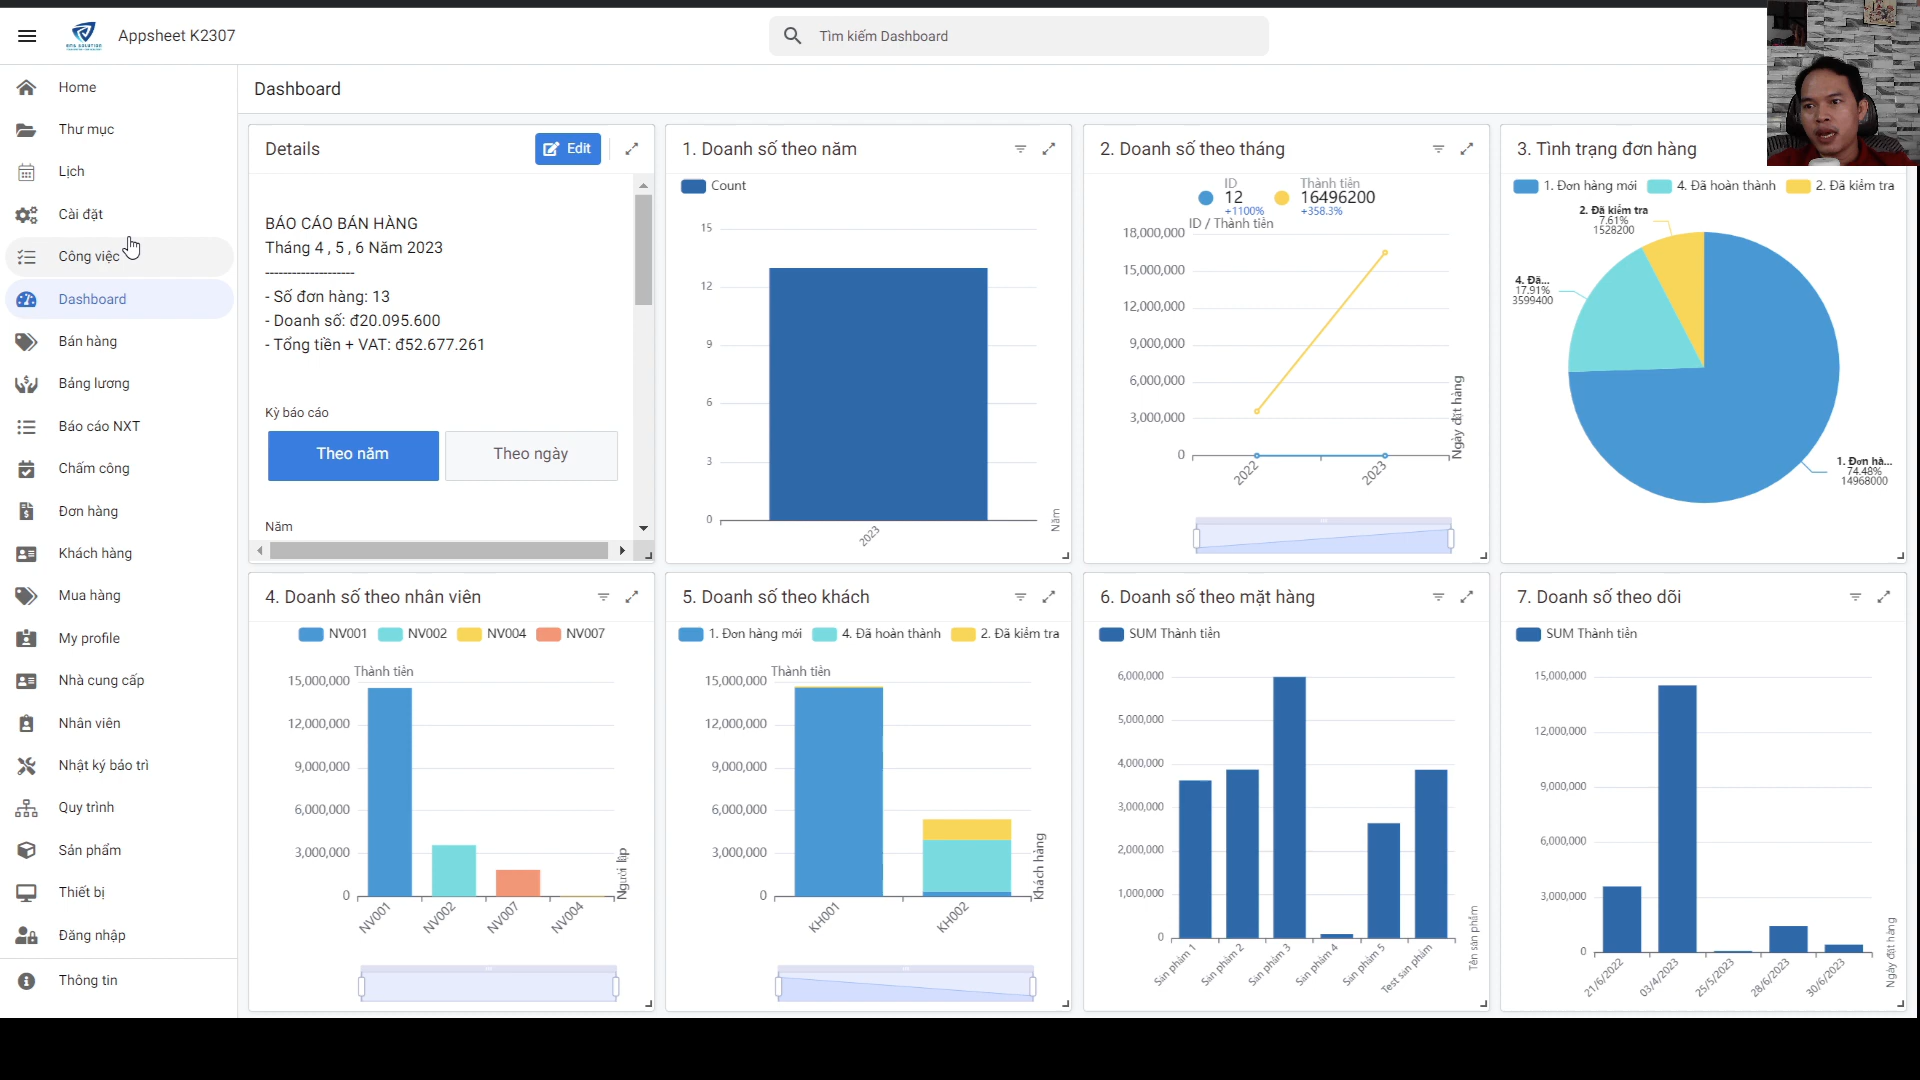 Appsheet K2307
Tìm kiếm Dashboard
Home
Thư mục
Lịch
Cài đặt
Công việc
Dashboard
Bán hàng
Bảng lương
Báo cáo NXT
Chấm công
Đơn hàng
Khách hàng
Mua hàng
My profile
Nhà cung cấp
Nhân viên
Nhật ký bảo trì
Quy trình
Sản phẩm
Thiết bị
Đăng nhập
Thông tin
Dashboard
Details
Edit
BÁO CÁO BÁN HÀNG
Tháng 4 , 5 , 6 Năm 2023
--------------------
- Số đơn hàng: 13
- Doanh số: đ20.095.600
- Tổng tiền + VAT: đ52.677.261
Kỳ báo cáo
Theo năm
Theo ngày
Năm
1. Doanh số theo năm
Count
15
12
9
6
3
0
2023
Năm
2. Doanh số theo tháng
ID
12
+1100%
Thành tiền
16496200
+358.3%
ID / Thành tiền
18,000,000
15,000,000
12,000,000
9,000,000
6,000,000
3,000,000
0
2022
2023
Ngày đặt hàng
3. Tình trạng đơn hàng
1. Đơn hàng mới
4. Đã hoàn thành
2. Đã kiểm tra
2. Đã kiểm tra
7.61%
1528200
4. Đã...
17.91%
3599400
1. Đơn hà...
74.48%
14968000
4. Doanh số theo nhân viên
NV001
NV002
NV004
NV007
Thành tiền
15,000,000
12,000,000
9,000,000
6,000,000
3,000,000
0
NV001
NV002
NV007
NV004
Người lập
5. Doanh số theo khách
1. Đơn hàng mới
4. Đã hoàn thành
2. Đã kiểm tra
Thành tiền
15,000,000
12,000,000
9,000,000
6,000,000
3,000,000
0
KH001
KH002
Khách hàng
6. Doanh số theo mặt hàng
SUM Thành tiền
6,000,000
5,000,000
4,000,000
3,000,000
2,000,000
1,000,000
0
Sản phẩm 1
Sản phẩm 2
Sản phẩm 3
Sản phẩm 4
Sản phẩm 5
Test sản phẩm
Tên sản phẩm
7. Doanh số theo dõi
SUM Thành tiền
15,000,000
12,000,000
9,000,000
6,000,000
3,000,000
0
21/6/2022
03/4/2023
25/5/2023
28/6/2023
30/6/2023
Ngày đặt hàng